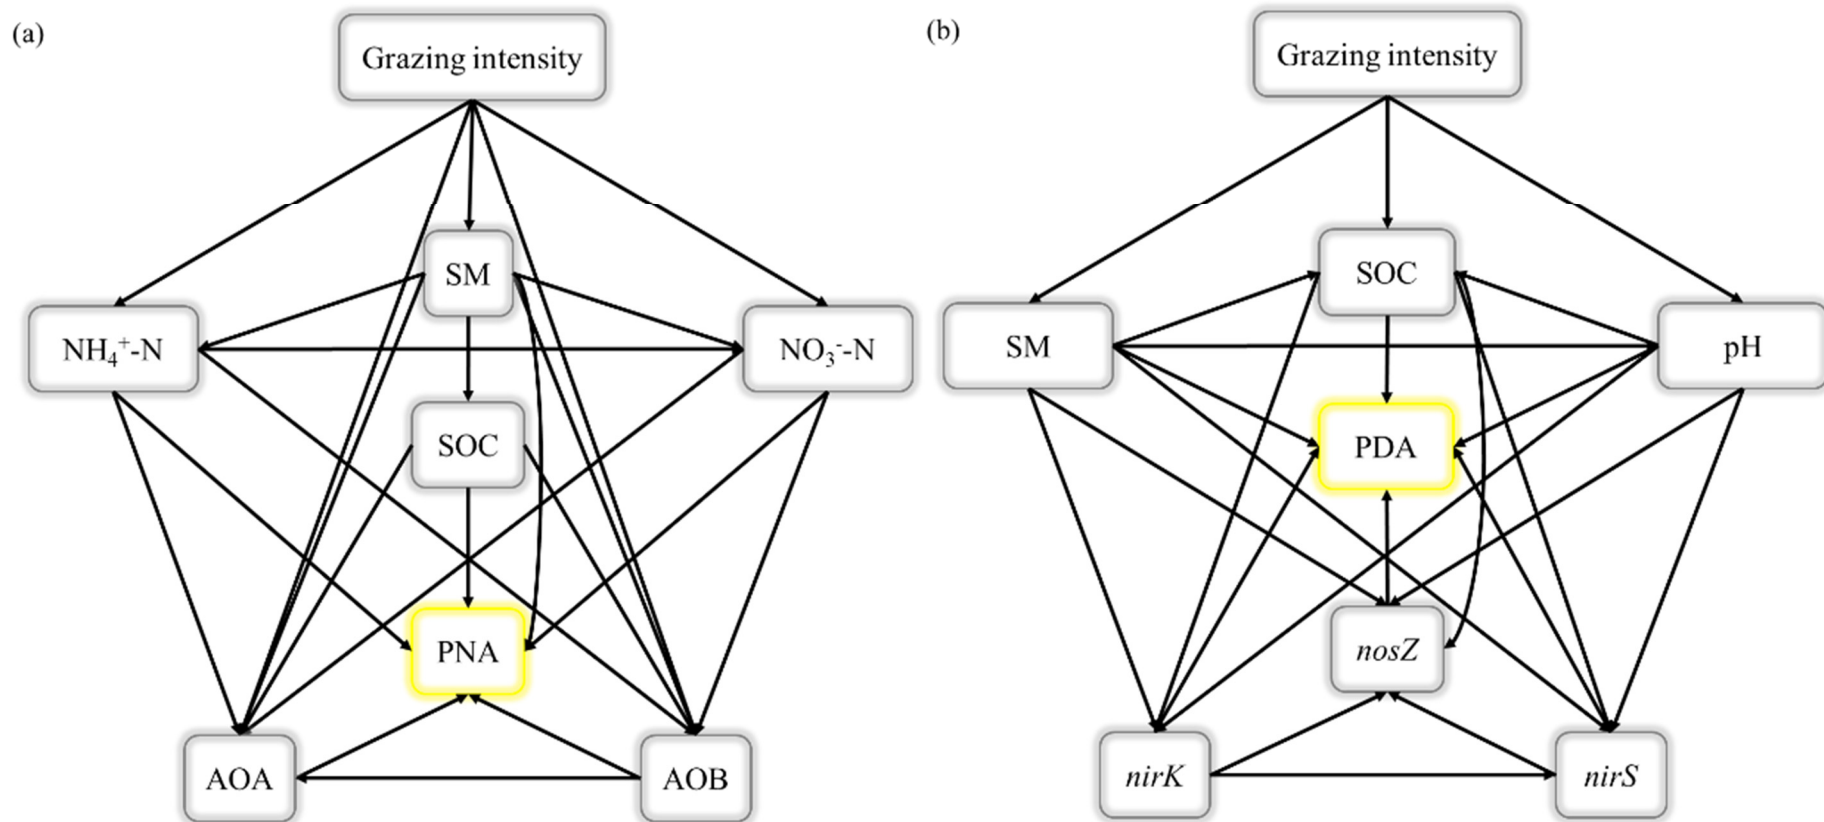 (a)
Grazing intensity
SM
NH₄⁺-N
NO₃⁻-N
SOC
PNA
AOA
AOB
(b)
Grazing intensity
SOC
SM
pH
PDA
nosZ
nirK
nirS